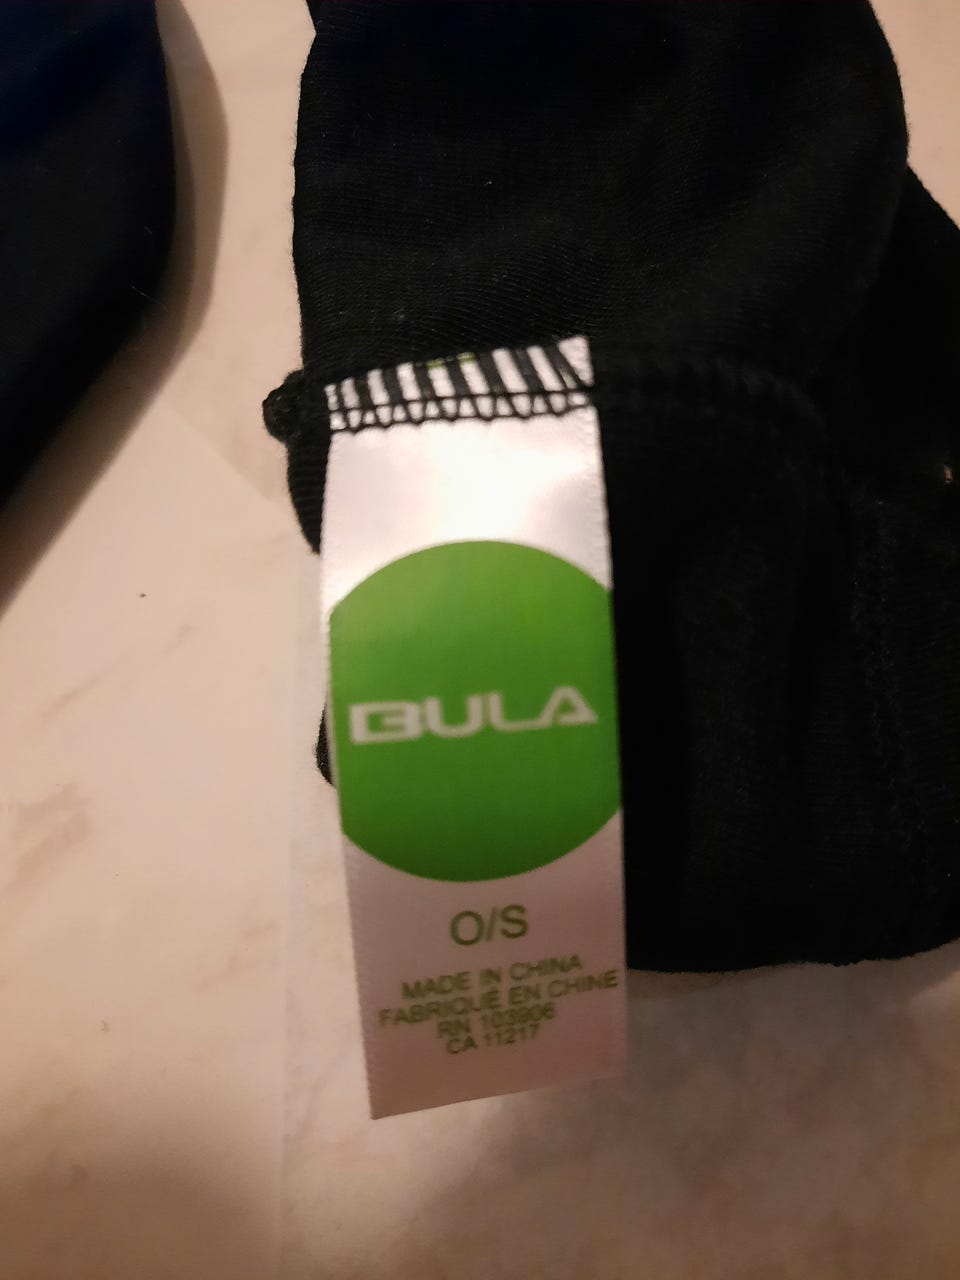 BULA
O/S
MADE IN CHINA
FABRIQUÉ EN CHINE
RN 103906
CA 11217